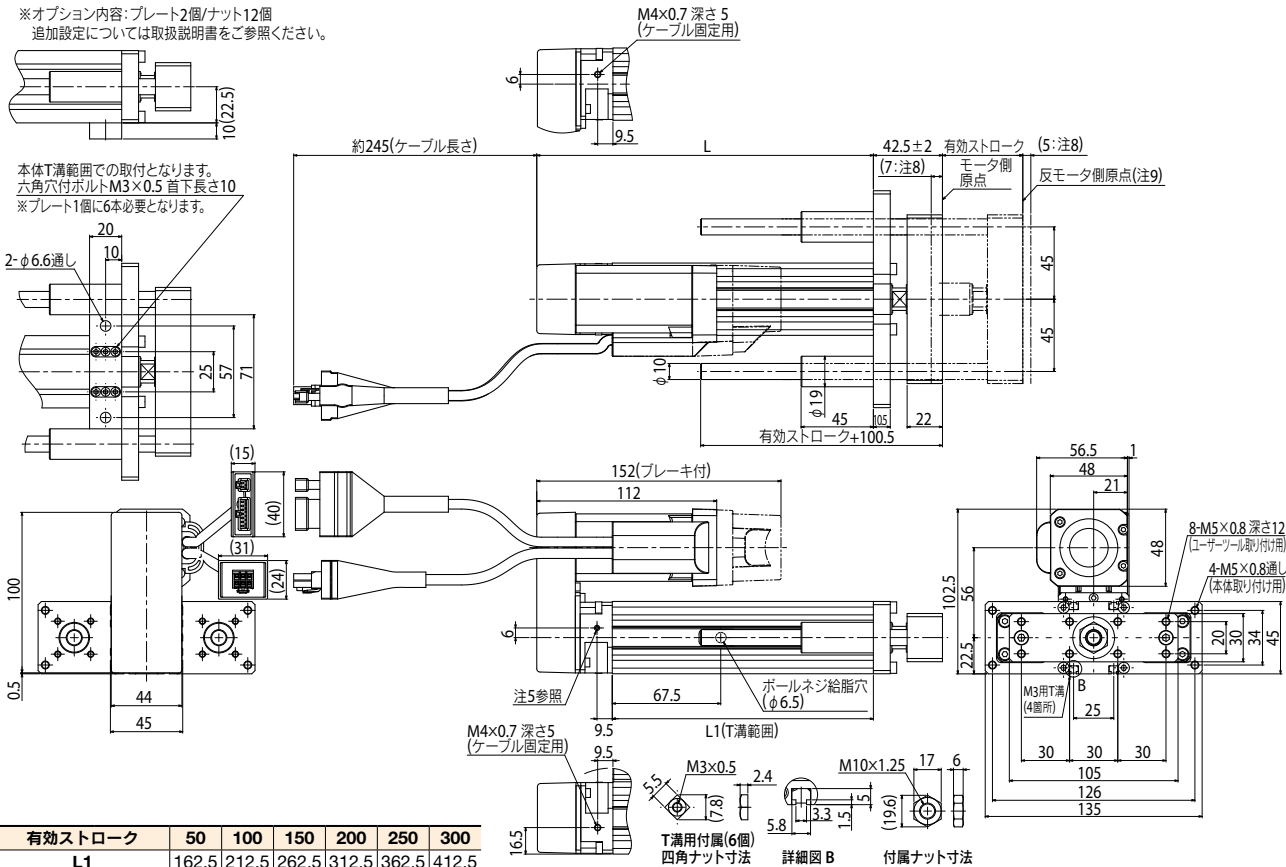 ※オプション内容：プレート2個/ナット12個
追加設定については取扱説明書をご参照ください。
10(22.5)
本体T溝範囲での取付となります。
六角穴付ボルトM3×0.5 首下長さ10
※プレート1個に6本必要となります。
20
10
2-φ6.6通し
25
57
71
M4×0.7 深さ5
(ケーブル固定用)
6
9.5
約245(ケーブル長さ)
L
42.5±2
有効ストローク
(5：注8)
(7：注8)
モータ側
原点
反モータ側原点(注9)
45
45
φ10
φ19
45
10.5
22
有効ストローク+100.5
(15)
(40)
(31)
(24)
100
0.5
44
45
152(ブレーキ付)
112
6
注5参照
67.5
ボールネジ給脂穴
(φ6.5)
9.5
L1(T溝範囲)
56.5
1
48
21
8-M5×0.8 深さ12
(ユーザーツール取り付け用)
4-M5×0.8通し
(本体取り付け用)
48
102.5
56
22.5
20
30
34
45
M3用T溝
(4箇所)
B
25
30
30
30
105
126
135
M4×0.7 深さ5
(ケーブル固定用)
9.5
16.5
5.5
M3×0.5
2.4
(7.8)
T溝用付属(6個)
四角ナット寸法
5.8
3.3
1.5
5
詳細図 B
M10×1.25
17
6
(19.6)
付属ナット寸法
有効ストローク 50 100 150 200 250 300
L1 162.5 212.5 262.5 312.5 362.5 412.5